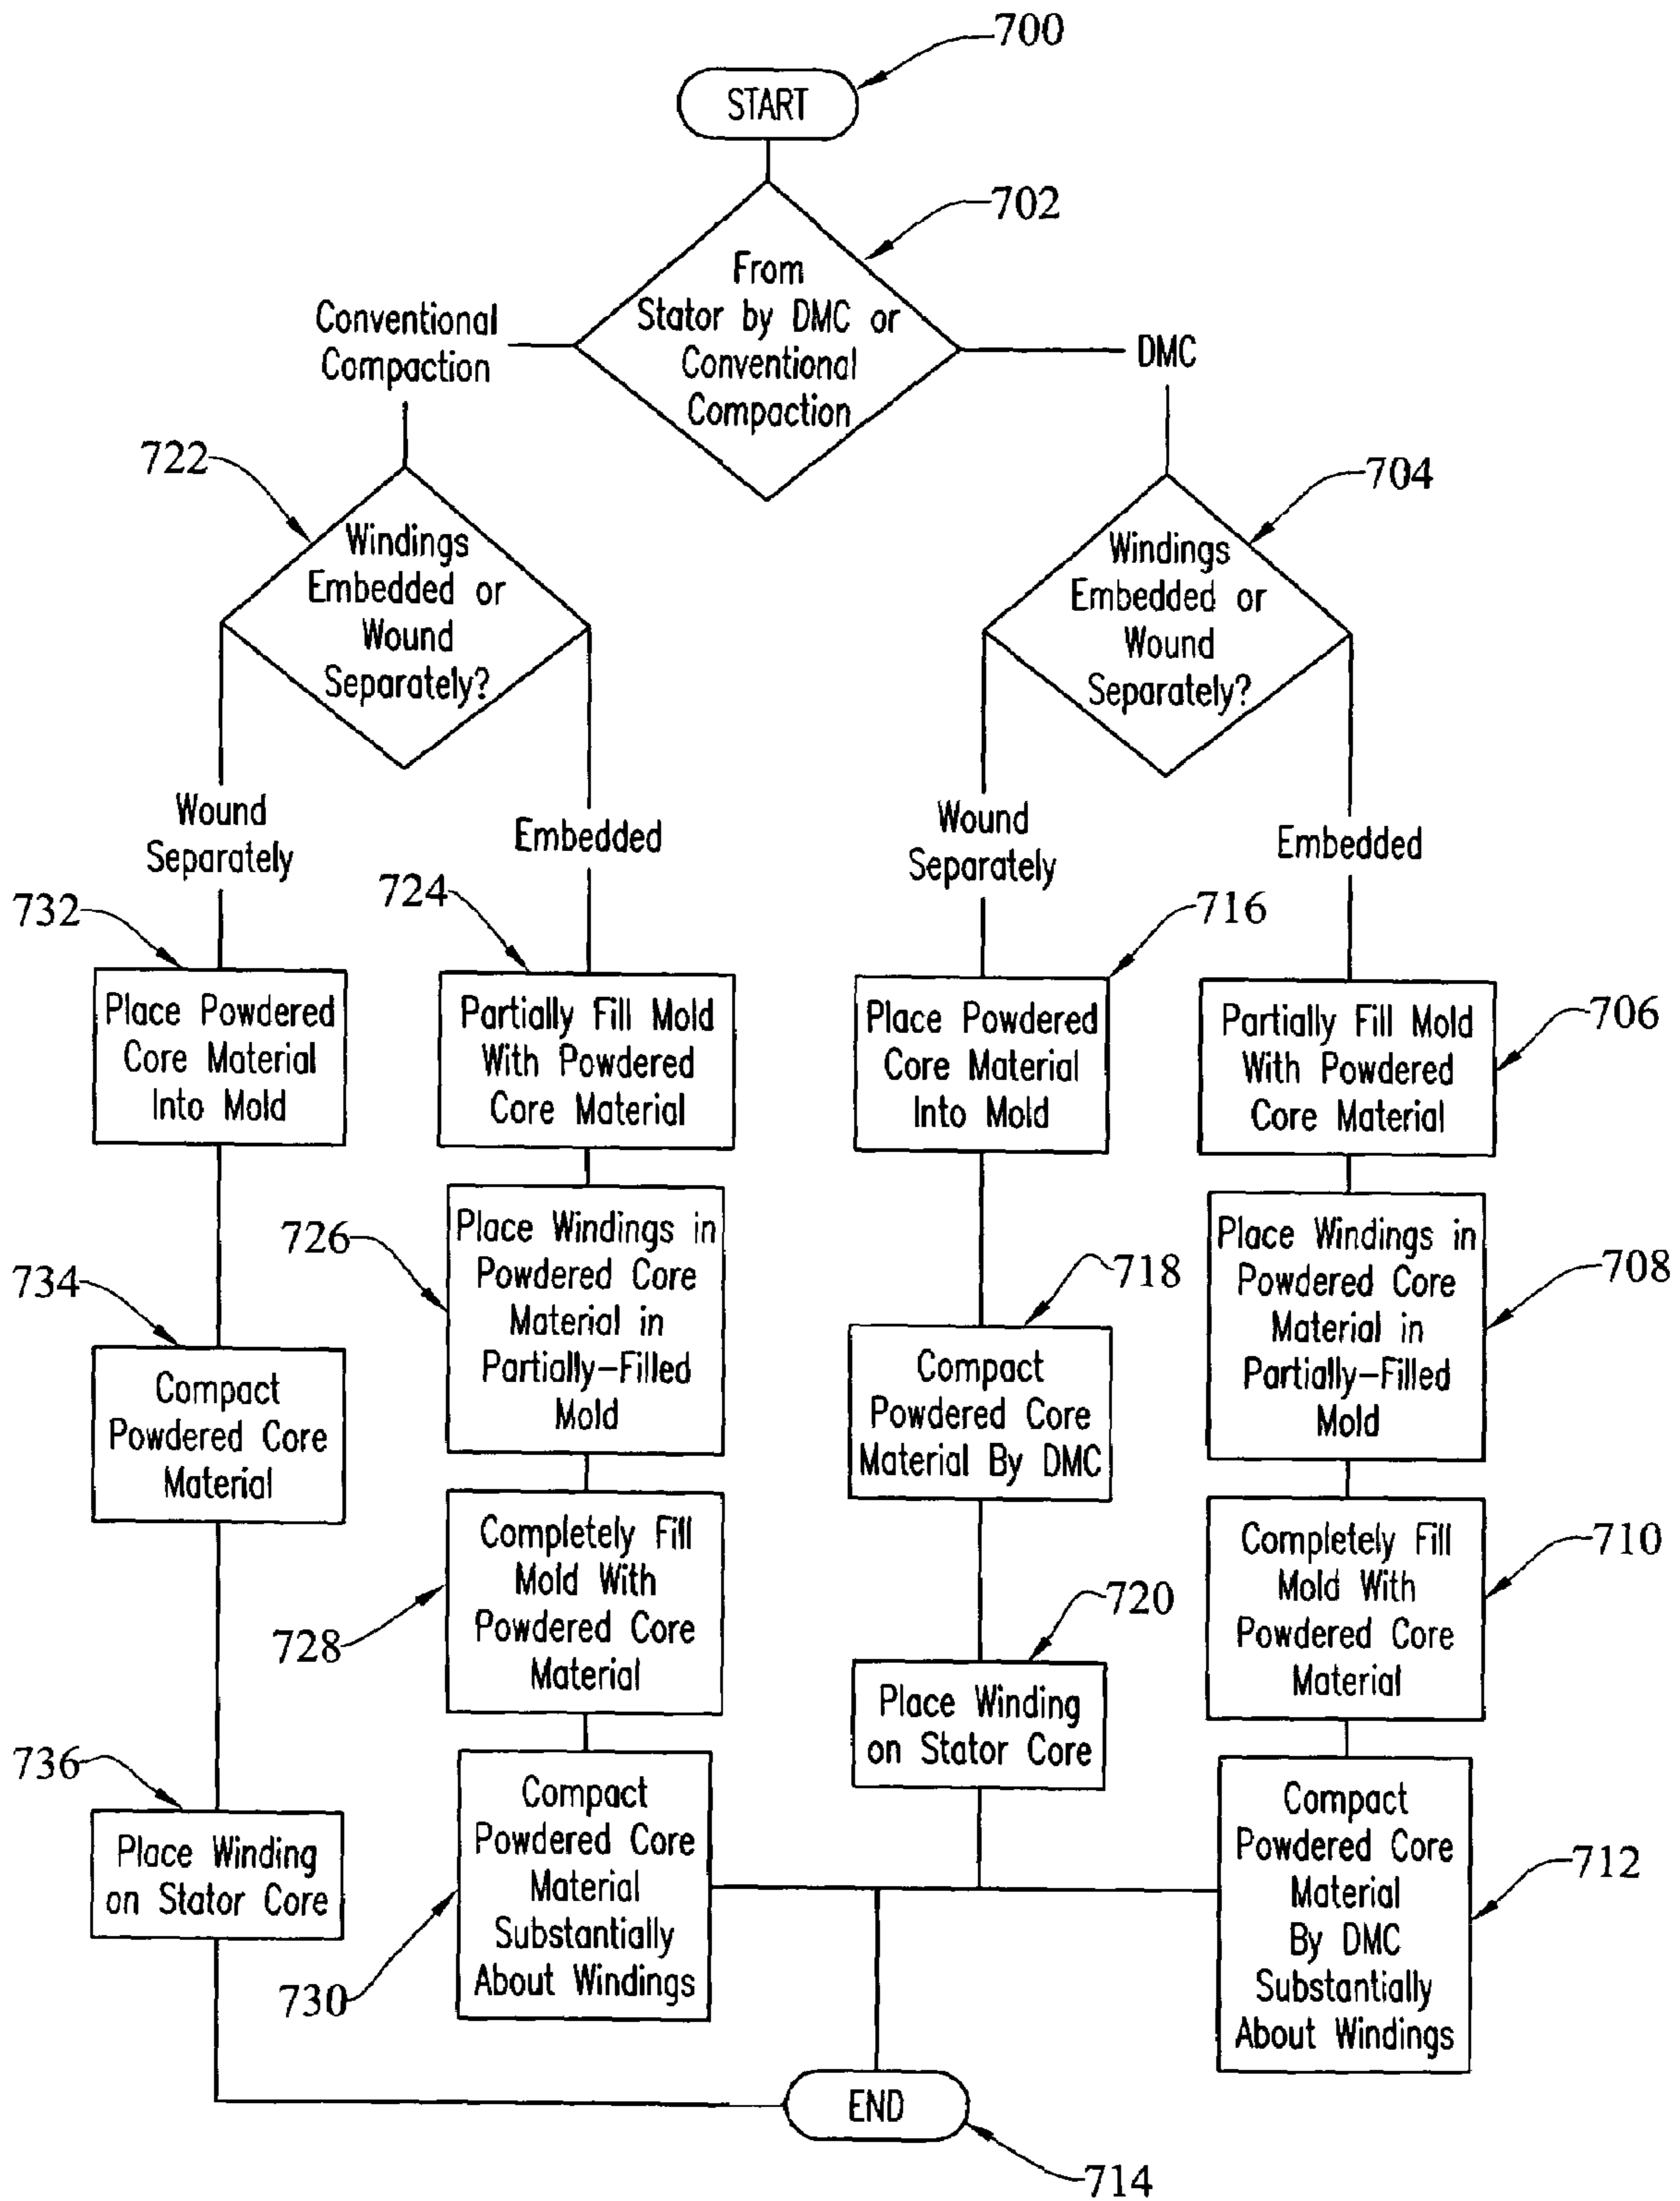 700
START
702
From
Stator by DMC or
Conventional
Compaction
Conventional
Compaction
DMC
722
Windings
Embedded or
Wound
Separately?
704
Windings
Embedded or
Wound
Separately?
Wound
Separately
Embedded
Wound
Separately
Embedded
732
Place Powdered
Core Material
Into Mold
724
Partially Fill Mold
With Powdered
Core Material
716
Place Powdered
Core Material
Into Mold
706
Partially Fill Mold
With Powdered
Core Material
726
Place Windings in
Powdered Core
Material in
Partially-Filled
Mold
708
Place Windings in
Powdered Core
Material in
Partially-Filled
Mold
734
Compact
Powdered Core
Material
718
Compact
Powdered Core
Material By DMC
728
Completely Fill
Mold With
Powdered Core
Material
710
Completely Fill
Mold With
Powdered Core
Material
720
Place Winding
on Stator Core
736
Place Winding
on Stator Core
730
Compact
Powdered Core
Material
Substantially
About Windings
712
Compact
Powdered Core
Material
By DMC
Substantially
About Windings
END
714